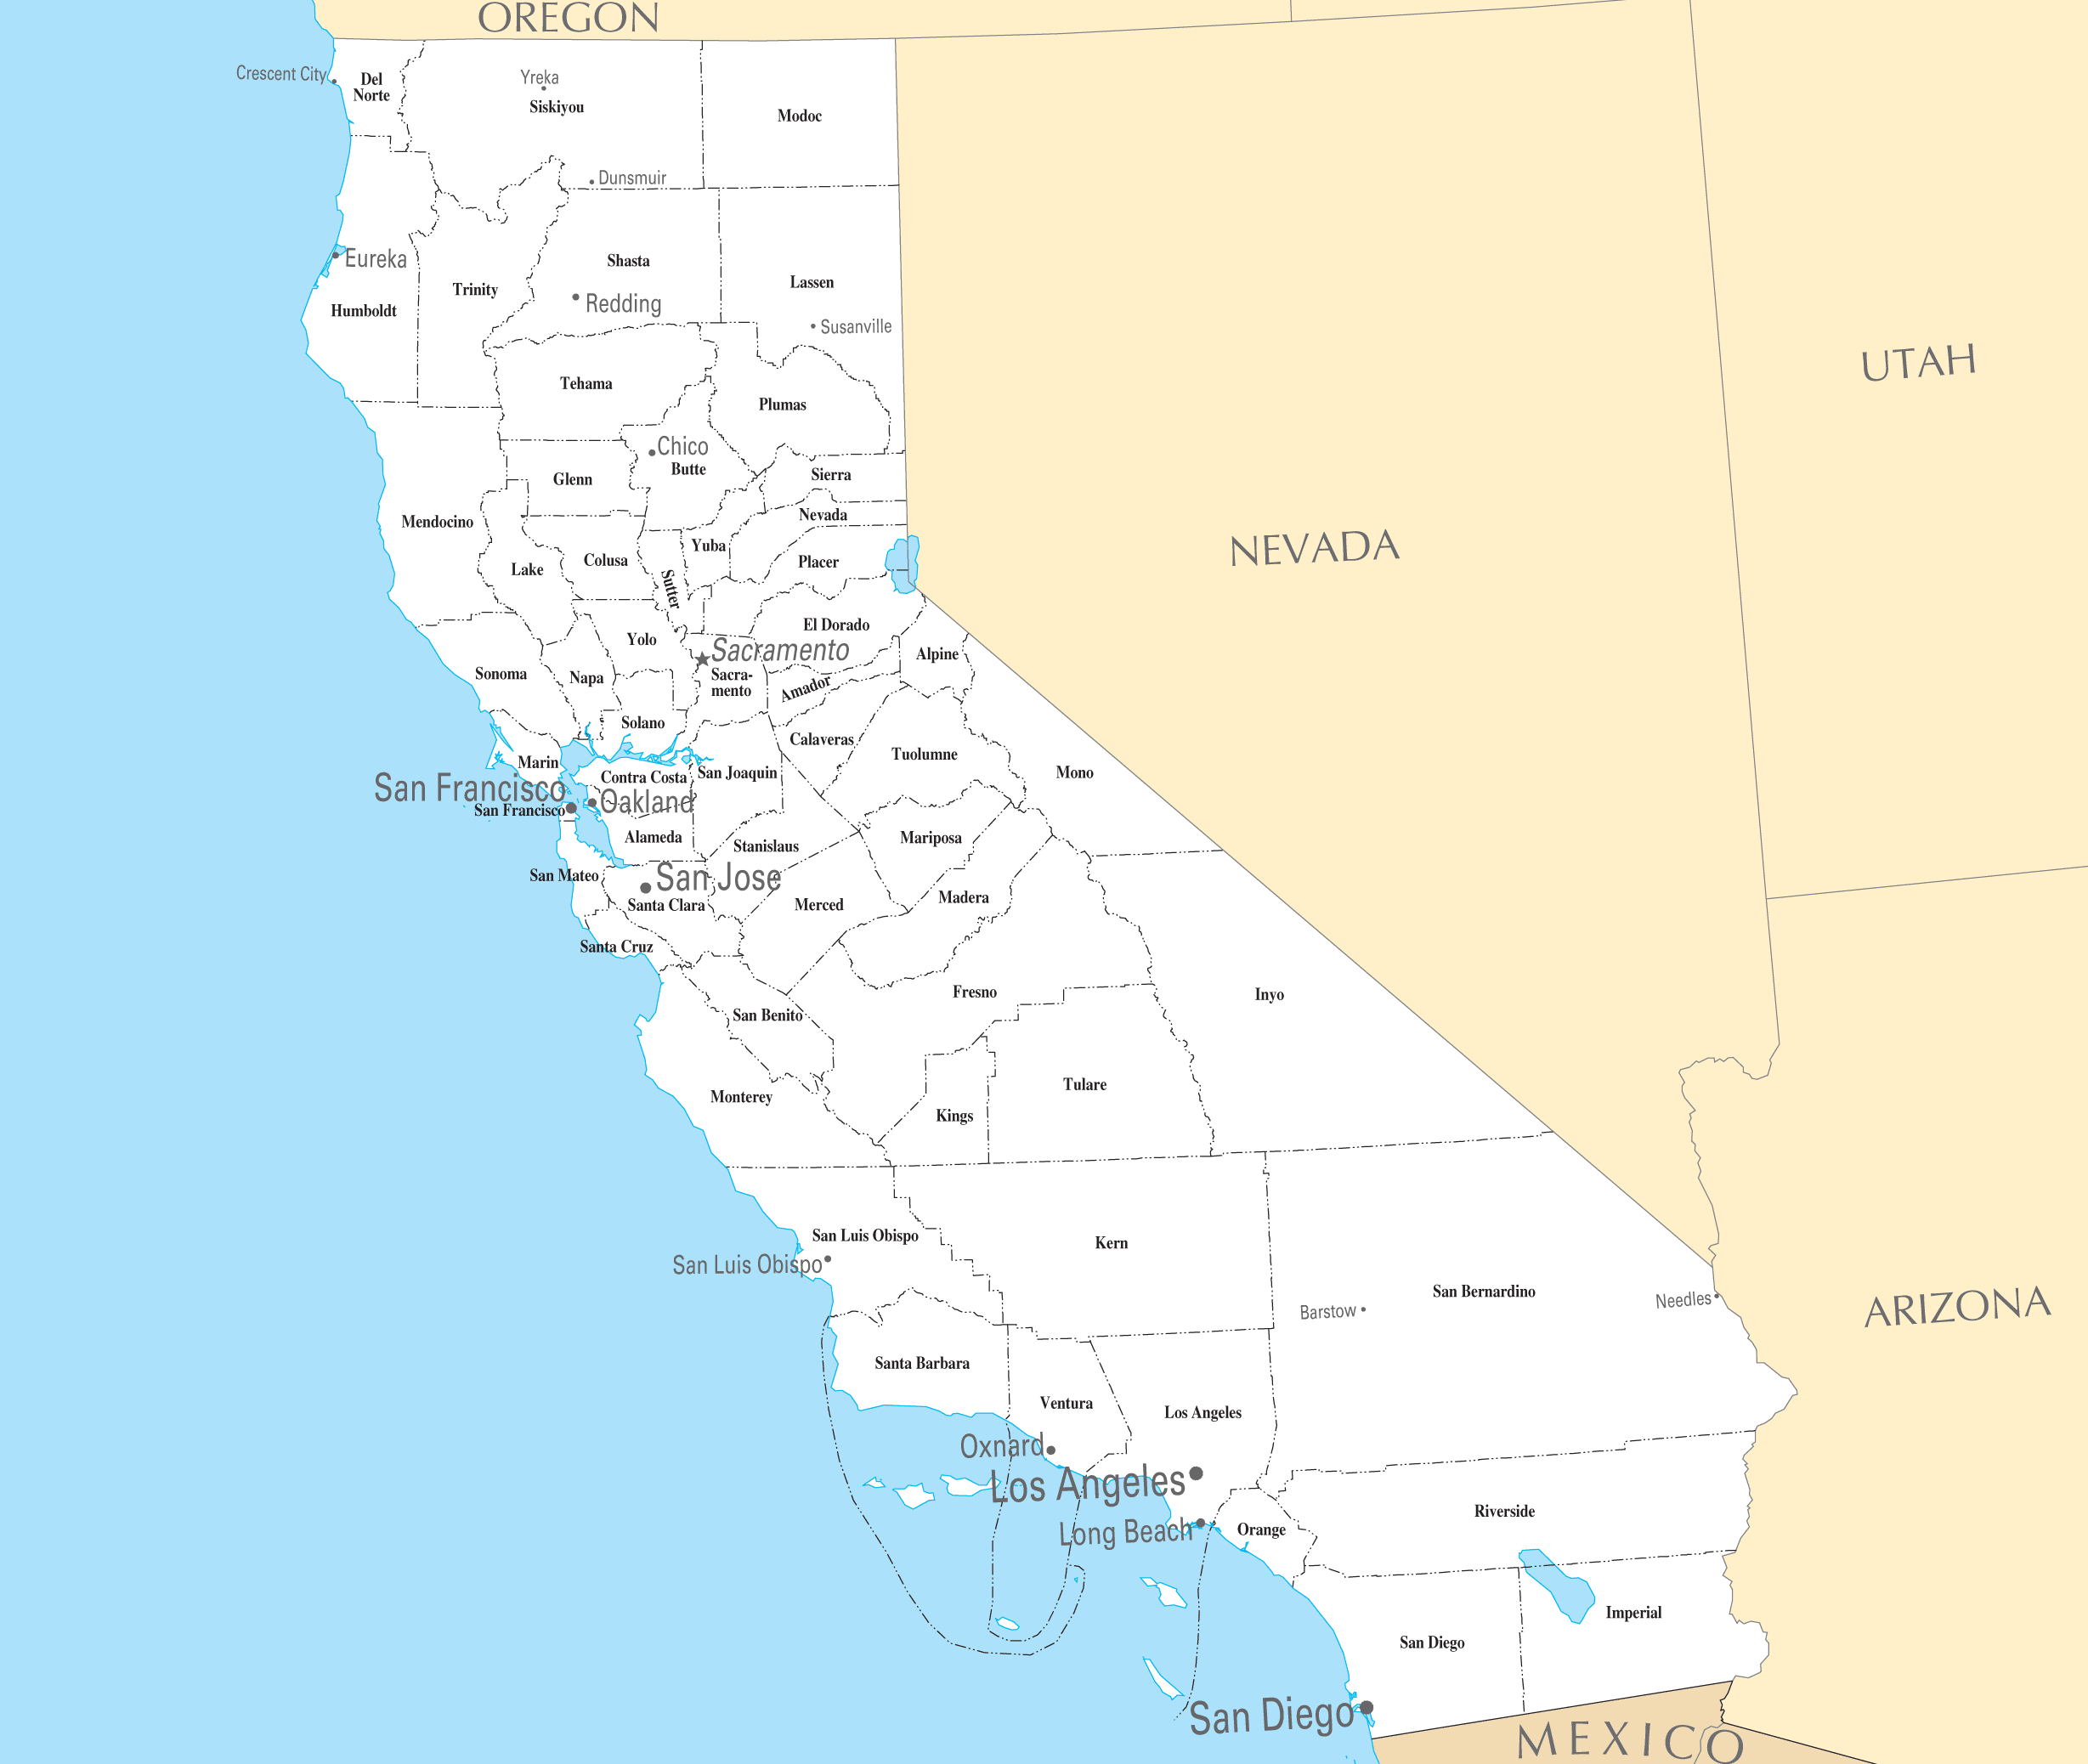 OREGON
Crescent City
Del
Norte
Yreka
Siskiyou
Modoc
Dunsmuir
Eureka
Humboldt
Trinity
Shasta
Redding
Lassen
Susanville
UTAH
Tehama
Plumas
Chico
Butte
Glenn
Sierra
Mendocino
Nevada
NEVADA
Lake
Colusa
Sutter
Yuba
Placer
El Dorado
Yolo
Sacramento
Sonoma
Napa
Sacra-
mento
Amador
Alpine
Solano
Calaveras
Tuolumne
Marin
Contra Costa
San Joaquin
Mono
San Francisco
San Francisco
Oakland
Alameda
Stanislaus
Mariposa
San Mateo
San Jose
Santa Clara
Merced
Madera
Santa Cruz
Fresno
Inyo
San Benito
Monterey
Kings
Tulare
San Luis Obispo
San Luis Obispo
Kern
San Bernardino
Barstow
Needles
ARIZONA
Santa Barbara
Ventura
Los Angeles
Oxnard
Los Angeles
Long Beach
Orange
Riverside
Imperial
San Diego
San Diego
MEXICO